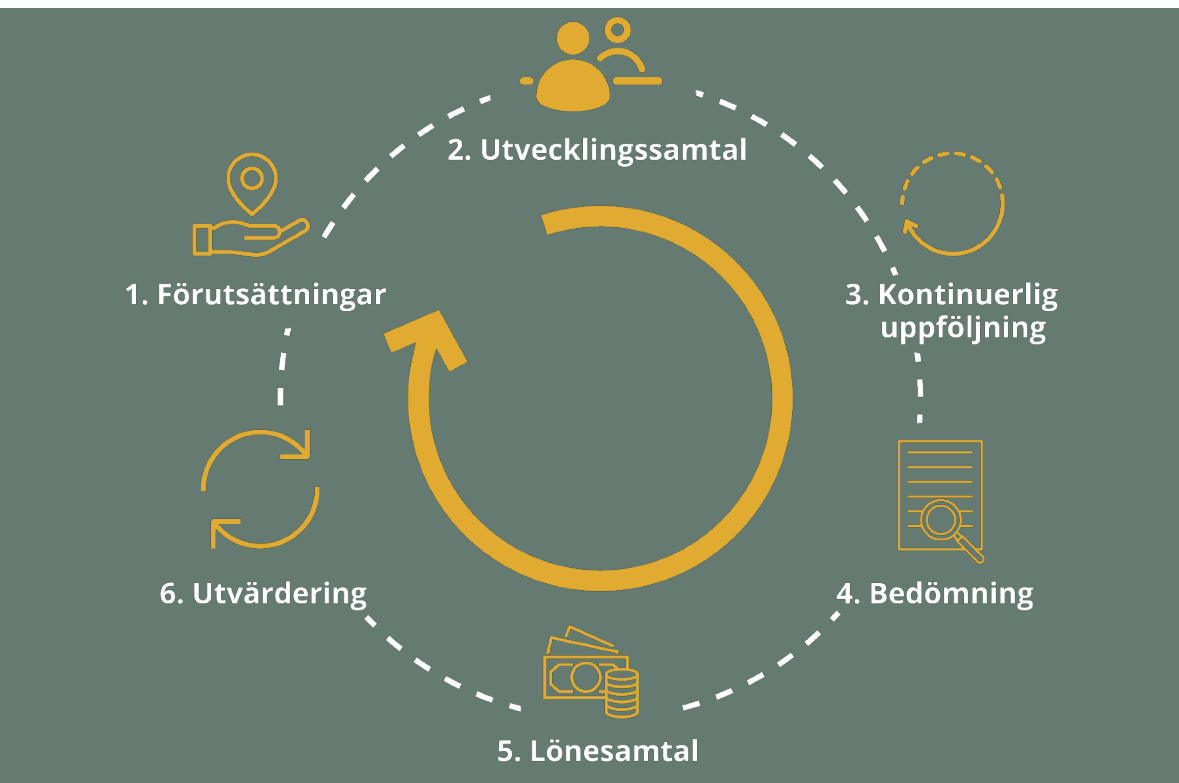 1. Förutsättningar
2. Utvecklingssamtal
3. Kontinuerlig
uppföljning
4. Bedömning
5. Lönesamtal
6. Utvärdering